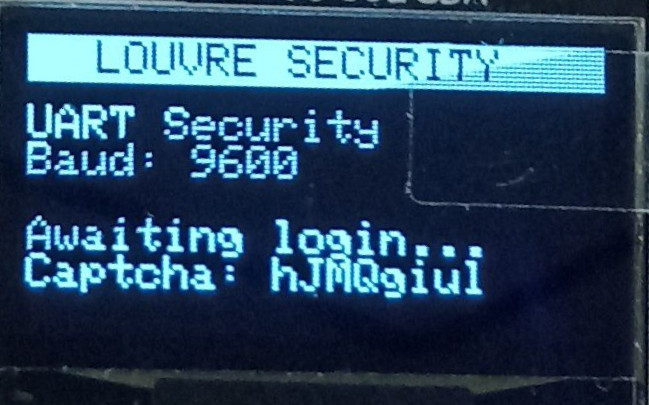 LOUVRE SECURITY
UART Security
Baud: 9600
Awaiting login...
Captcha: hJMQgiul